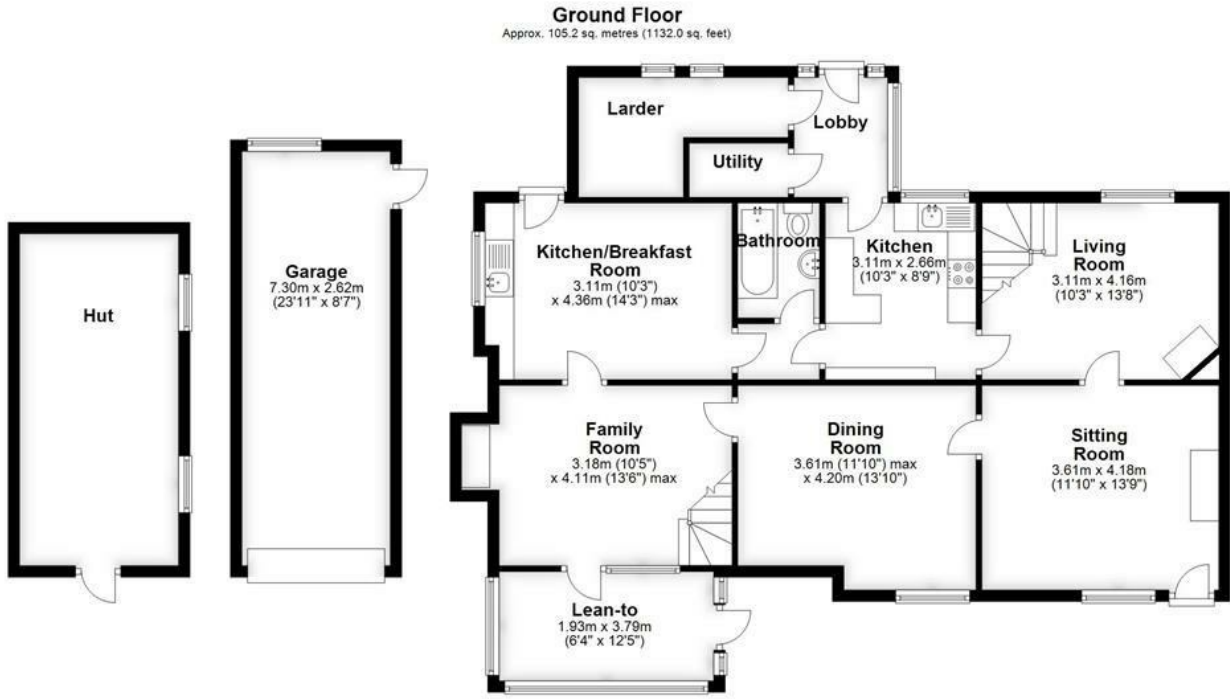 Ground Floor
Approx. 105.2 sq. metres (1132.0 sq. feet)
Larder
Lobby
Utility
Hut
Garage
7.30m x 2.62m
(23'11" x 8'7")
Kitchen/Breakfast
Room
3.11m (10'3")
x 4.36m (14'3") max
Bathroom
Kitchen
3.11m x 2.66m
(10'3" x 8'9")
Living
Room
3.11m x 4.16m
(10'3" x 13'8")
Family
Room
3.18m (10'5")
x 4.11m (13'6") max
Dining
Room
3.61m (11'10") max
x 4.20m (13'10")
Sitting
Room
3.61m x 4.18m
(11'10" x 13'9")
Lean-to
1.93m x 3.79m
(6'4" x 12'5")